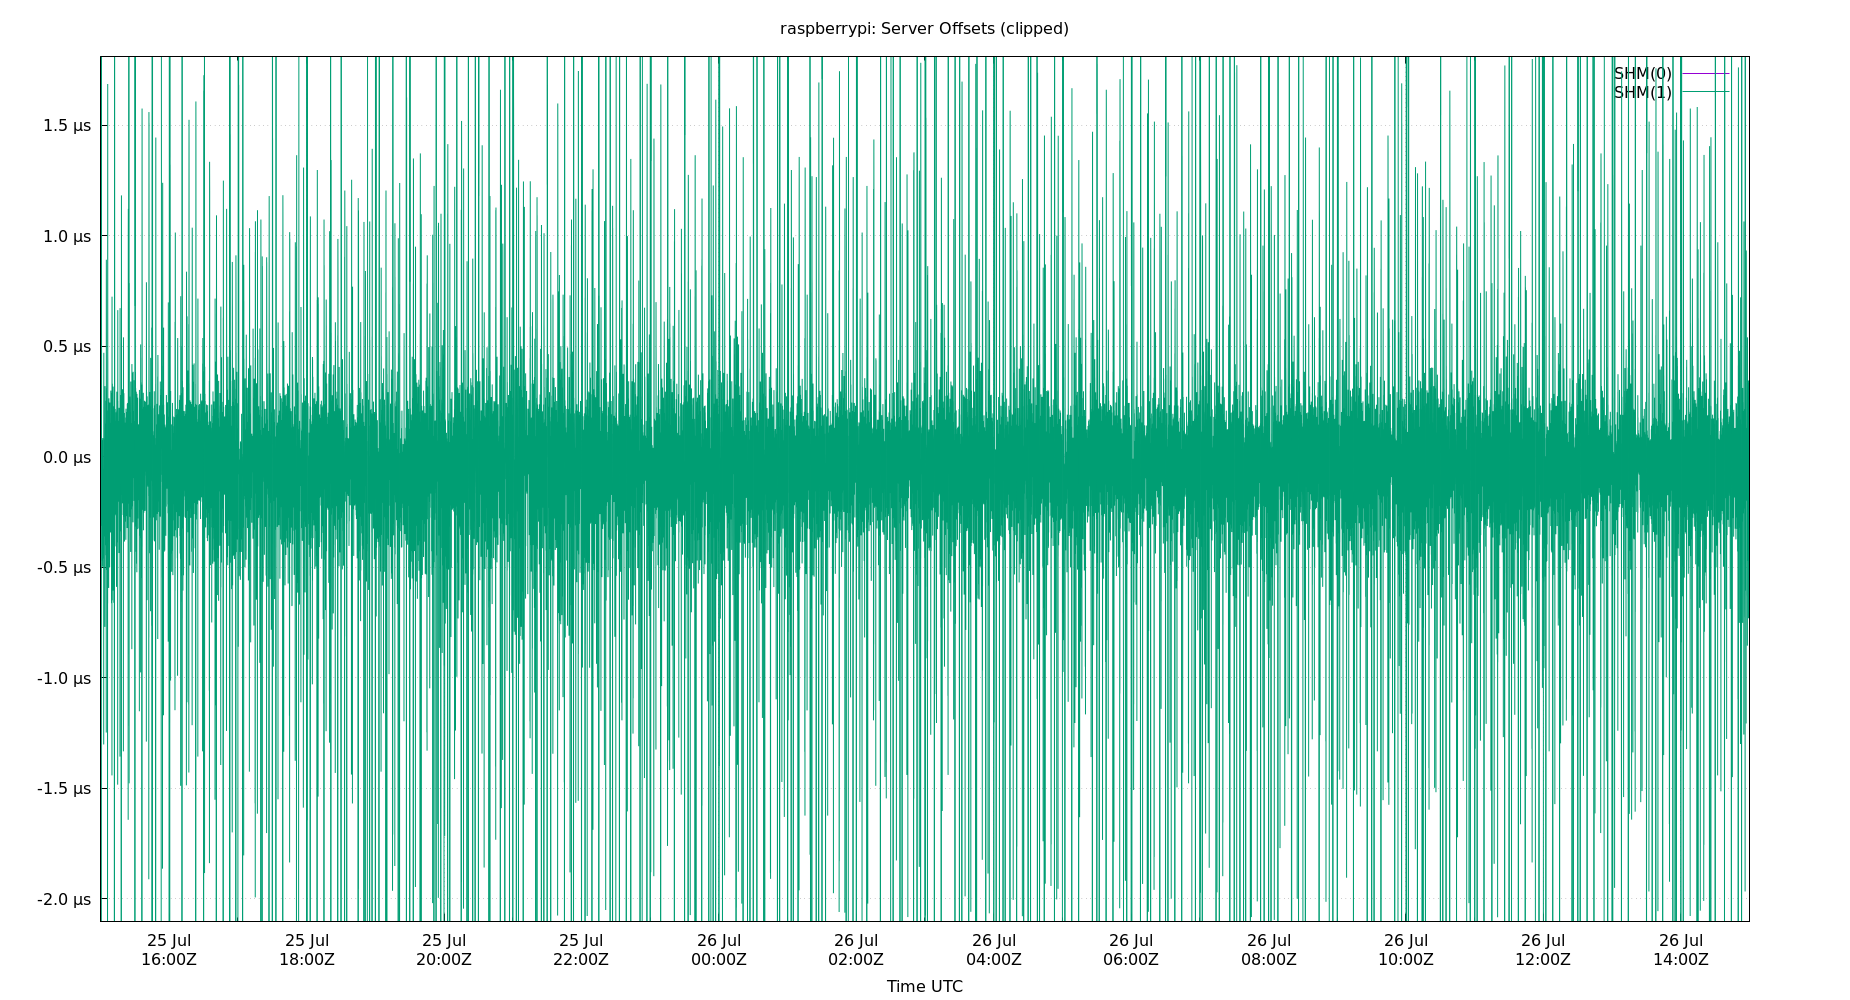 raspberrypi: Server Offsets (clipped)
SHM(0)
SHM(1)
1.5 µs
1.0 µs
0.5 µs
0.0 µs
-0.5 µs
-1.0 µs
-1.5 µs
-2.0 µs
25 Jul 25 Jul 25 Jul 25 Jul 26 Jul 26 Jul 26 Jul 26 Jul 26 Jul 26 Jul 26 Jul 26 Jul
16:00Z 18:00Z 20:00Z 22:00Z 00:00Z 02:00Z 04:00Z 06:00Z 08:00Z 10:00Z 12:00Z 14:00Z
Time UTC